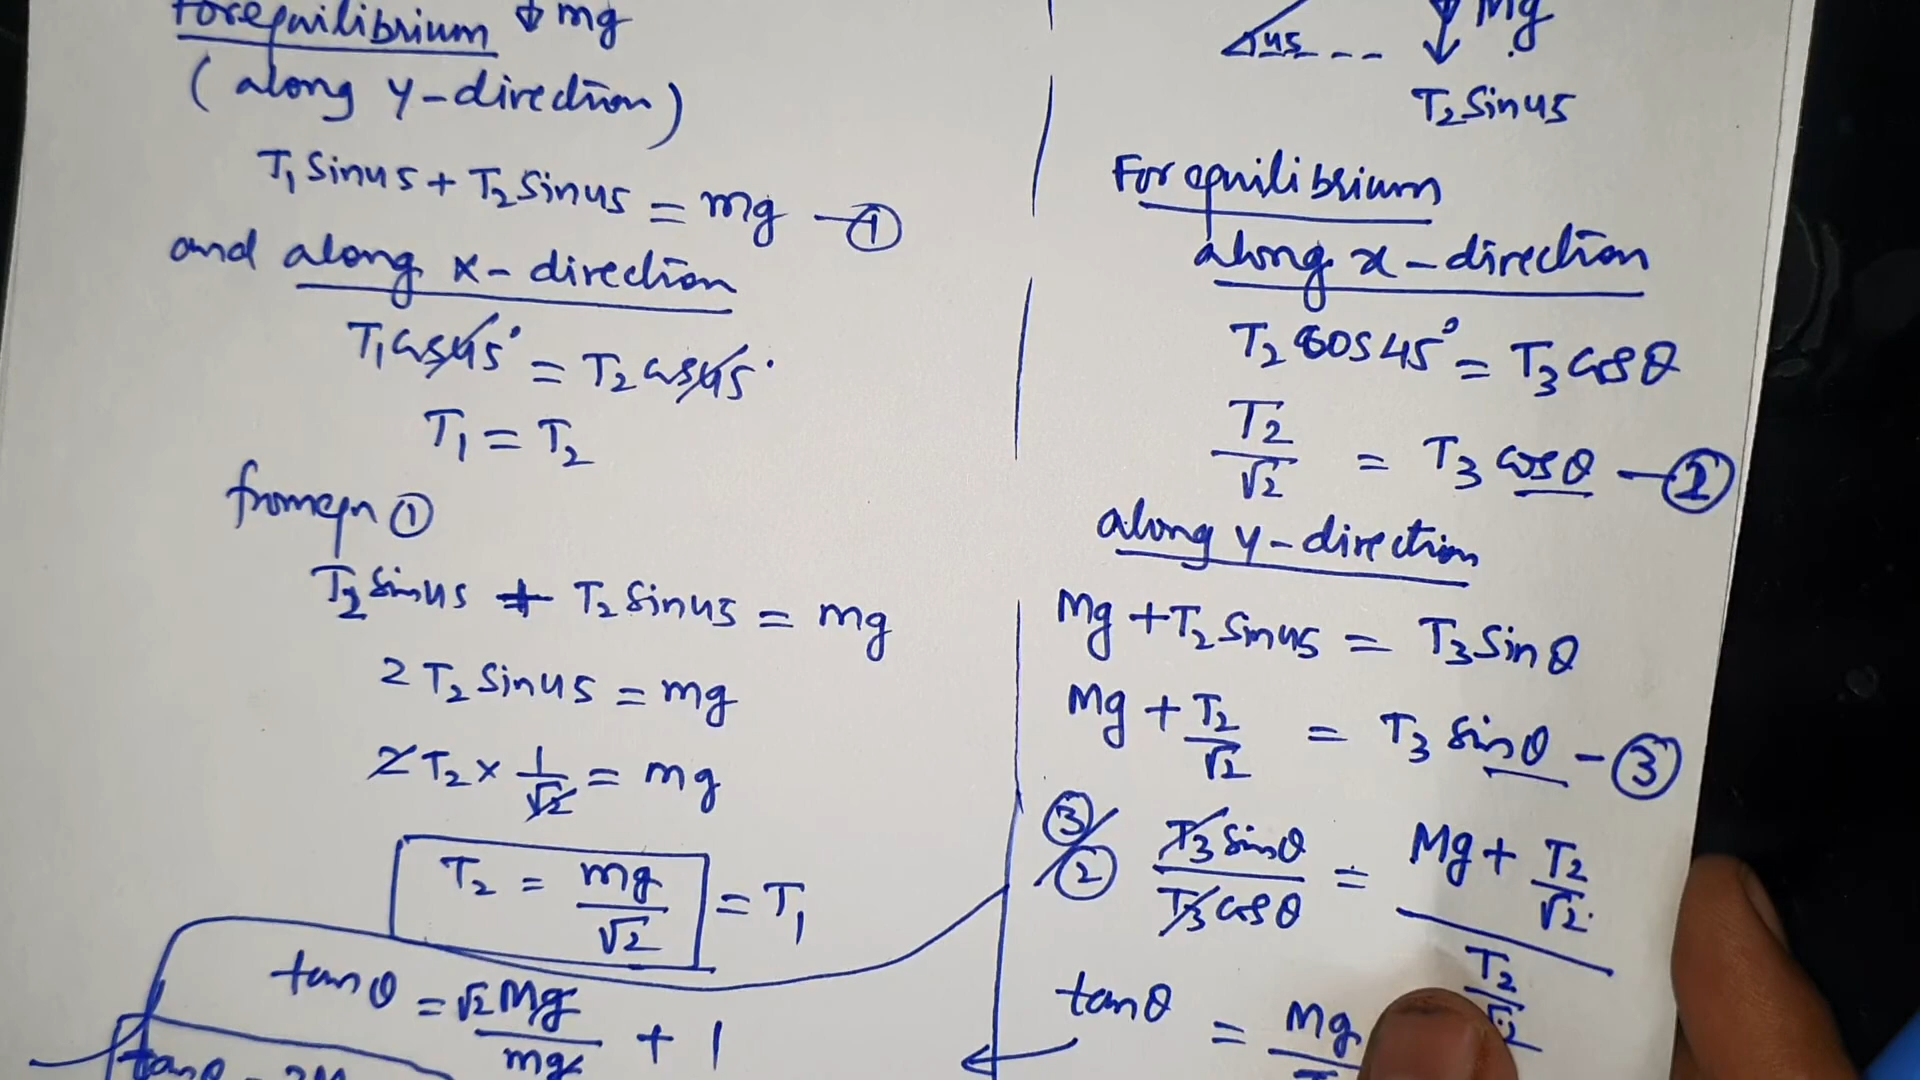 For equilibrium ↓ mg
(along y-direction)
T₁ Sin45 + T₂ Sin45 = mg —①
and along x-direction
T₁ cos45° = T₂ cos45°
T₁ = T₂
from eqn ①
T₂ Sin45 + T₂ Sin45 = mg
2 T₂ Sin45 = mg
2 T₂ × 1/√2 = mg
T₂ = mg/√2 = T₁
tanθ = √2 Mg/mg + 1
45
Mg
T₂ Sin45
For equilibrium
along x-direction
T₂ cos45° = T₃ cosθ
T₂/√2 = T₃ cosθ —②
along y-direction
Mg + T₂ Sin45 = T₃ Sinθ
Mg + T₂/√2 = T₃ Sinθ —③
③/② T₃ Sinθ/T₃ cosθ = (Mg + T₂/√2)/(T₂/√2)
tanθ = Mg